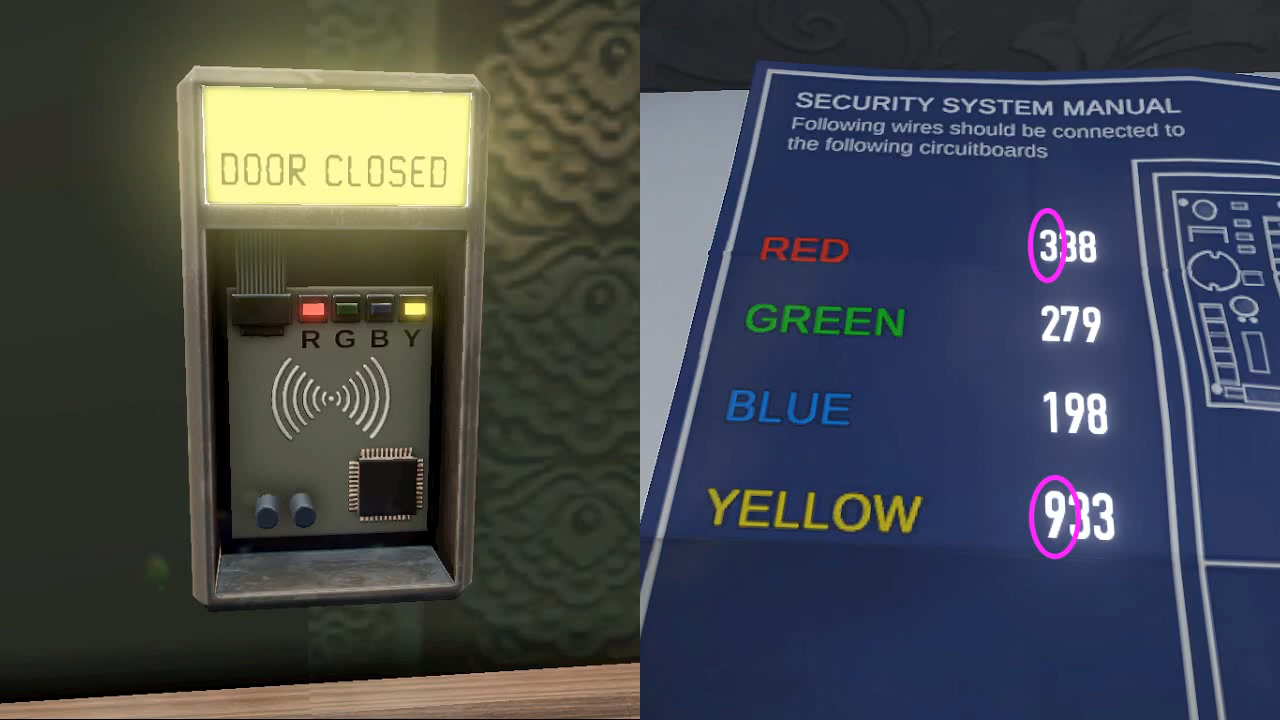 DOOR CLOSED
R G B Y
SECURITY SYSTEM MANUAL
Following wires should be connected to
the following circuitboards
RED 338
GREEN 279
BLUE 198
YELLOW 933